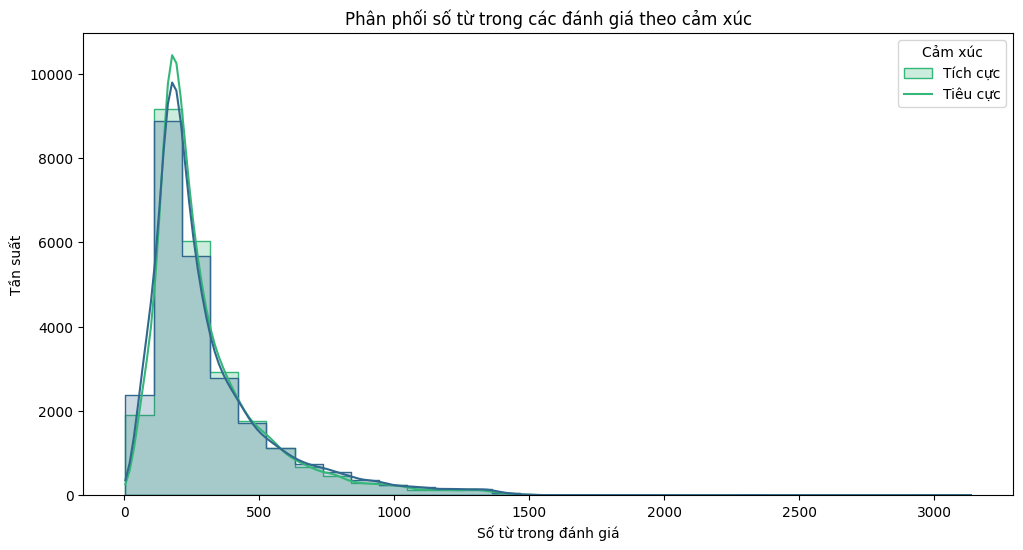 Phân phối số từ trong các đánh giá theo cảm xúc
Cảm xúc
Tích cực
Tiêu cực
Tần suất
10000
8000
6000
4000
2000
0
0 500 1000 1500 2000 2500 3000
Số từ trong đánh giá